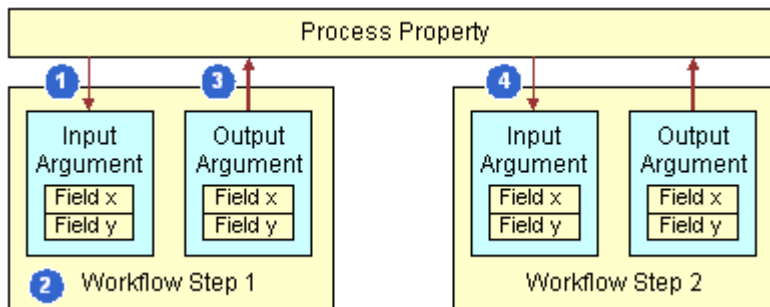 Process Property
1
3
4
Input
Argument
Field x
Field y
Output
Argument
Field x
Field y
2
Workflow Step 1
Input
Argument
Field x
Field y
Output
Argument
Field x
Field y
Workflow Step 2